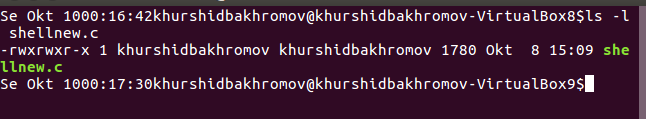 Se Okt 1000:16:42khurshidbakhromov@khurshidbakhromov-VirtualBox8$ls -l
 shellnew.c
-rwxrwxr-x 1 khurshidbakhromov khurshidbakhromov 1780 Okt  8 15:09 she
llnew.c
Se Okt 1000:17:30khurshidbakhromov@khurshidbakhromov-VirtualBox9$